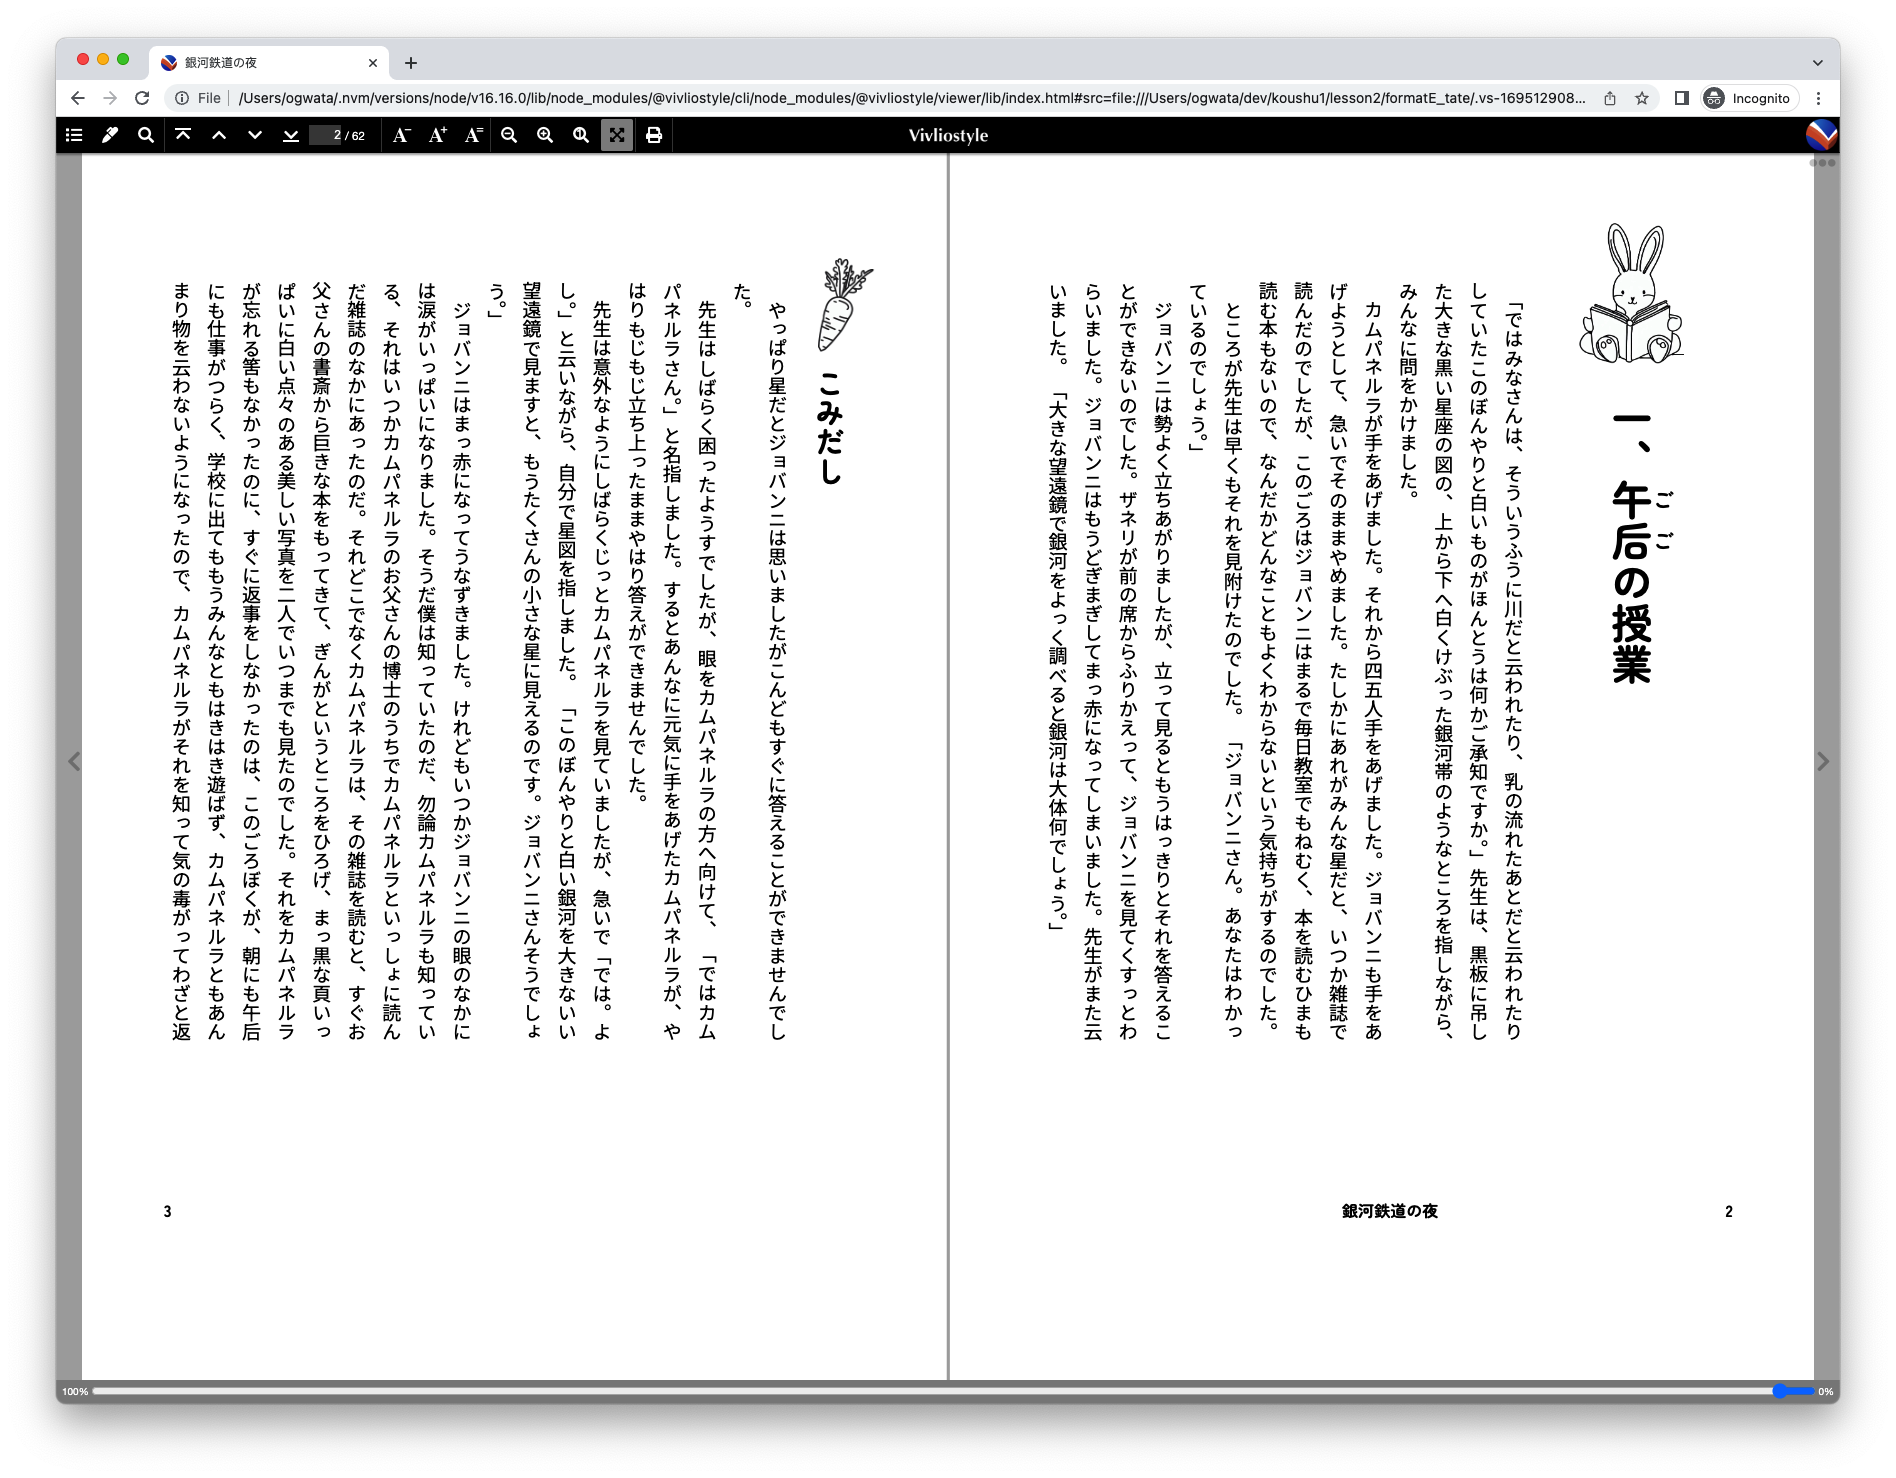 銀河鉄道の夜
File
/Users/ogwata/.nvm/versions/node/v16.16.0/lib/node_modules/@vivliostyle/cli/node_modules/@vivliostyle/viewer/lib/index.html#src=file:///Users/ogwata/dev/koushu1/lesson2/formatE_tate/.vs-169512908...
Incognito
2 / 62
A- A+ A=
Vivliostyle
一、午后の授業
ごご
「ではみなさんは、そういうふうに川だと云われたり、乳の流れたあとだと云われたり
していたこのぼんやりと白いものがほんとうは何かご承知ですか。」先生は、黒板に吊し
た大きな黒い星座の図の、上から下へ白くけぶった銀河帯のようなところを指しながら、
みんなに問をかけました。
カムパネルラが手をあげました。それから四五人手をあげました。ジョバンニも手をあ
げようとして、急いでそのままやめました。たしかにあれがみんな星だと、いつか雑誌で
読んだのでしたが、このごろはジョバンニはまるで毎日教室でもねむく、本を読むひまも
読む本もないので、なんだかどんなこともよくわからないという気持ちがするのでした。
ところが先生は早くもそれを見附けたのでした。　「ジョバンニさん。あなたはわかっ
ているのでしょう。」
ジョバンニは勢よく立ちあがりましたが、立って見るともうはっきりとそれを答えるこ
とができないのでした。ザネリが前の席からふりかえって、ジョバンニを見てくすっとわ
らいました。ジョバンニはもうどぎまぎしてまっ赤になってしまいました。先生がまた云
いました。　「大きな望遠鏡で銀河をよっく調べると銀河は大体何でしょう。」
銀河鉄道の夜
2
こみだし
やっぱり星だとジョバンニは思いましたがこんどもすぐに答えることができませんでし
た。
先生はしばらく困ったようすでしたが、眼をカムパネルラの方へ向けて、　「ではカム
パネルラさん。」と名指しました。するとあんなに元気に手をあげたカムパネルラが、や
はりもじもじ立ち上ったままやはり答えができませんでした。
先生は意外なようにしばらくじっとカムパネルラを見ていましたが、急いで「では。よ
し。」と云いながら、自分で星図を指しました。　「このぼんやりと白い銀河を大きないい
望遠鏡で見ますと、もうたくさんの小さな星に見えるのです。ジョバンニさんそうでしょ
う。」
ジョバンニはまっ赤になってうなずきました。けれどもいつかジョバンニの眼のなかに
は涙がいっぱいになりました。そうだ僕は知っていたのだ、勿論カムパネルラも知ってい
る、それはいつかカムパネルラのお父さんの博士のうちでカムパネルラといっしょに読ん
だ雑誌のなかにあったのだ。それどこでなくカムパネルラは、その雑誌を読むと、すぐお
父さんの書斎から巨きな本をもってきて、ぎんがというところをひろげ、まっ黒な頁いっ
ぱいに白い点々のある美しい写真を二人でいつまでも見たのでした。それをカムパネルラ
が忘れる筈もなかったのに、すぐに返事をしなかったのは、このごろぼくが、朝にも午后
にも仕事がつらく、学校に出てももうみんなともはきはき遊ばず、カムパネルラともあん
まり物を云わないようになったので、カムパネルラがそれを知って気の毒がってわざと返
3
100%
0%